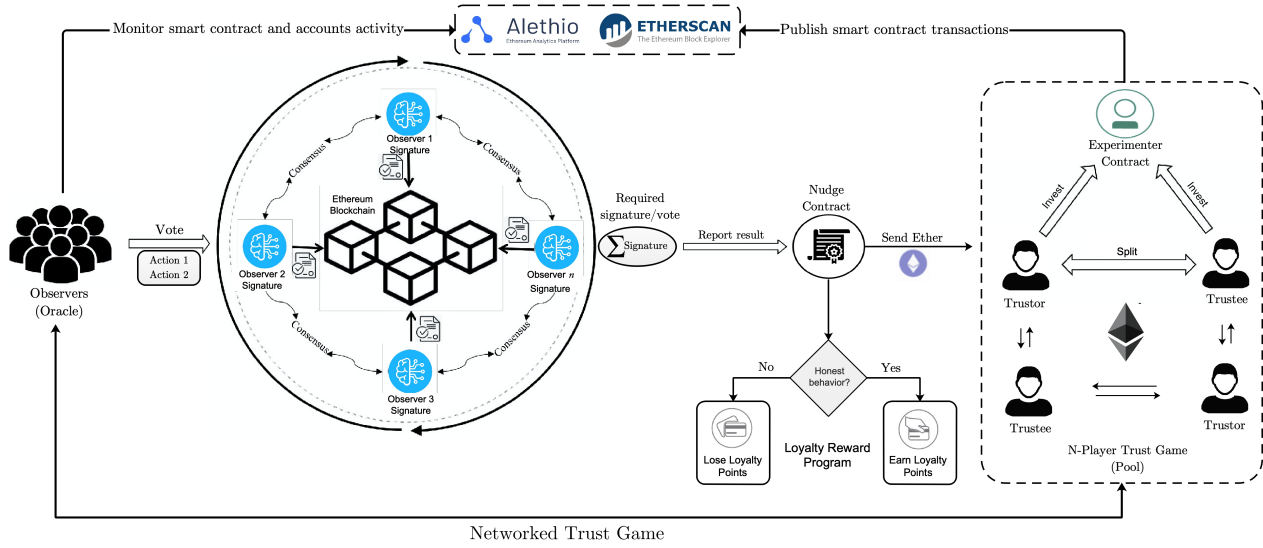 Monitor smart contract and accounts activity
Alethio
Ethereum Analytics Platform
ETHERSCAN
The Ethereum Block Explorer
Publish smart contract transactions
Observers
(Oracle)
Vote
Action 1
Action 2
Observer 1
Signature
Consensus
Consensus
Ethereum
Blockchain
Observer 2
Signature
Observer n
Signature
Consensus
Consensus
Observer 3
Signature
Required
signature/vote
∑Signature
Report result
Nudge
Contract
Send Ether
Honest
behavior?
No
Yes
Lose Loyalty
Points
Loyalty Reward
Program
Earn Loyalty
Points
Experimenter
Contract
Invest
Invest
Split
Trustor
Trustee
Trustee
Trustor
N-Player Trust Game
(Pool)
Networked Trust Game